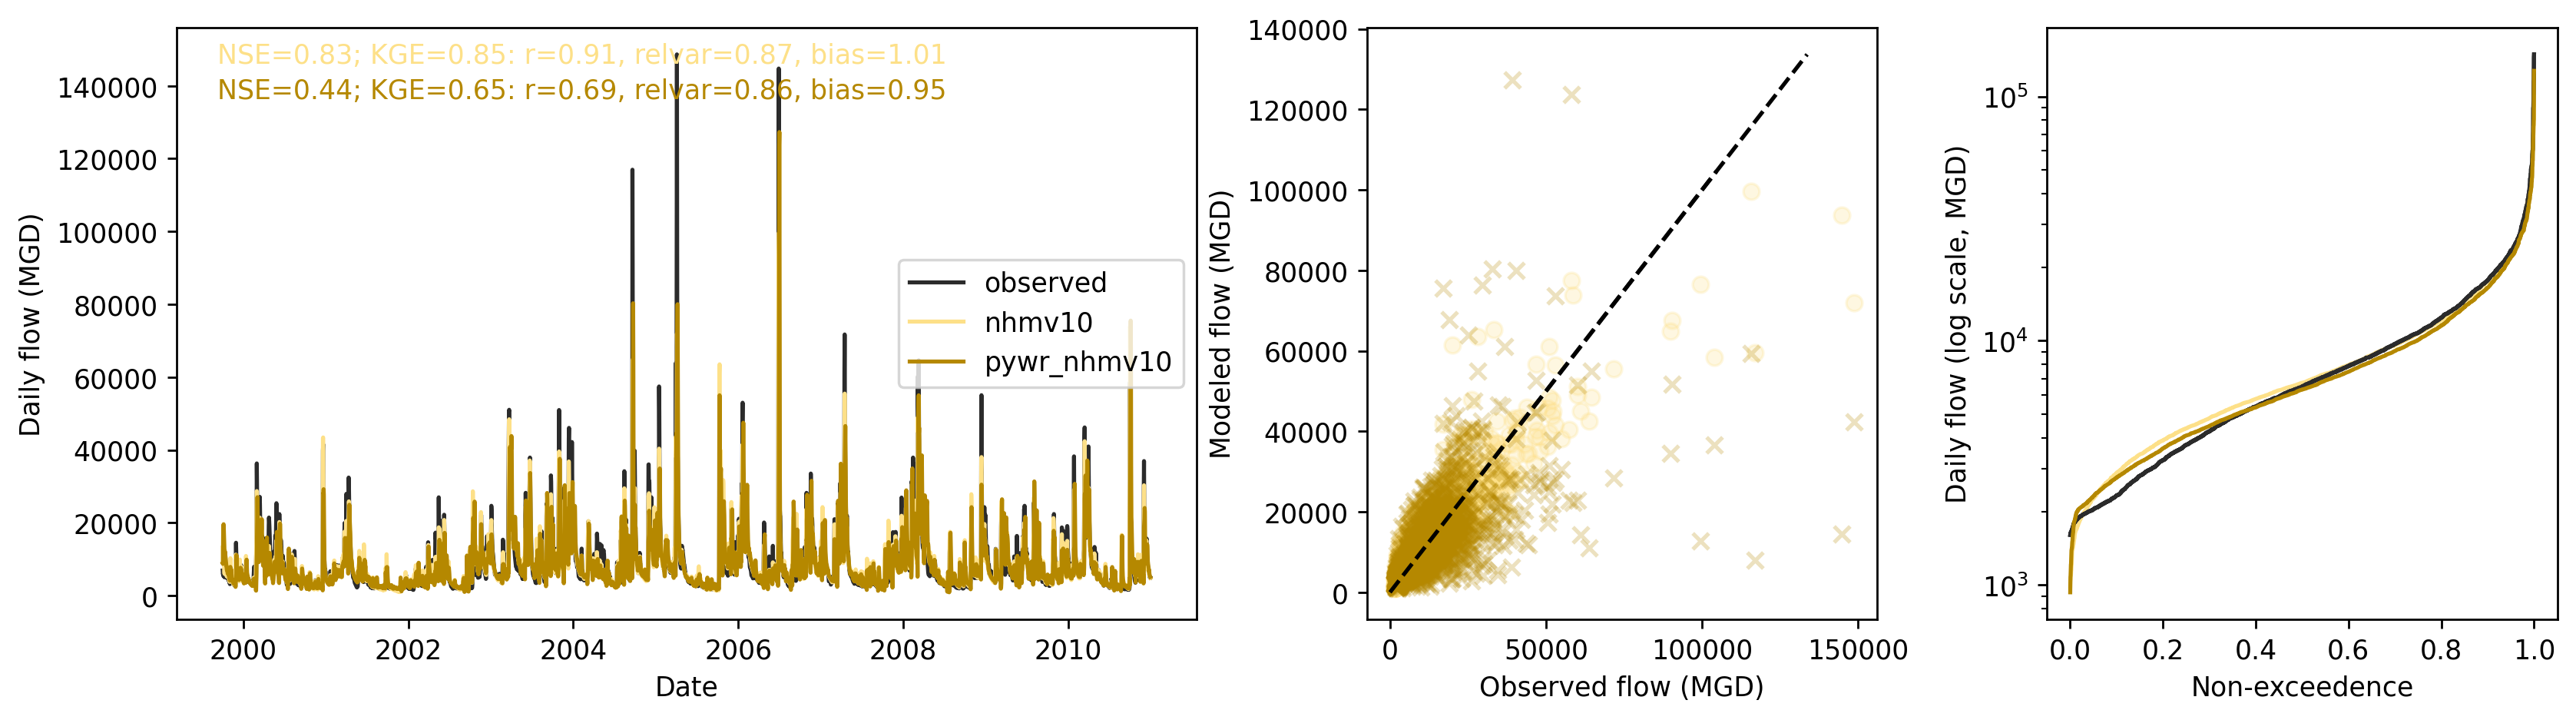 NSE=0.83; KGE=0.85: r=0.91, relvar=0.87, bias=1.01
NSE=0.44; KGE=0.65: r=0.69, relvar=0.86, bias=0.95
140000
120000
100000
80000
60000
40000
20000
0
Daily flow (MGD)
observed
nhmv10
pywr_nhmv10
2000 2002 2004 2006 2008 2010
Date
140000
120000
100000
80000
60000
40000
20000
0
Modeled flow (MGD)
0 50000 100000 150000
Observed flow (MGD)
10^5
10^4
10^3
Daily flow (log scale, MGD)
0.0 0.2 0.4 0.6 0.8 1.0
Non-exceedence